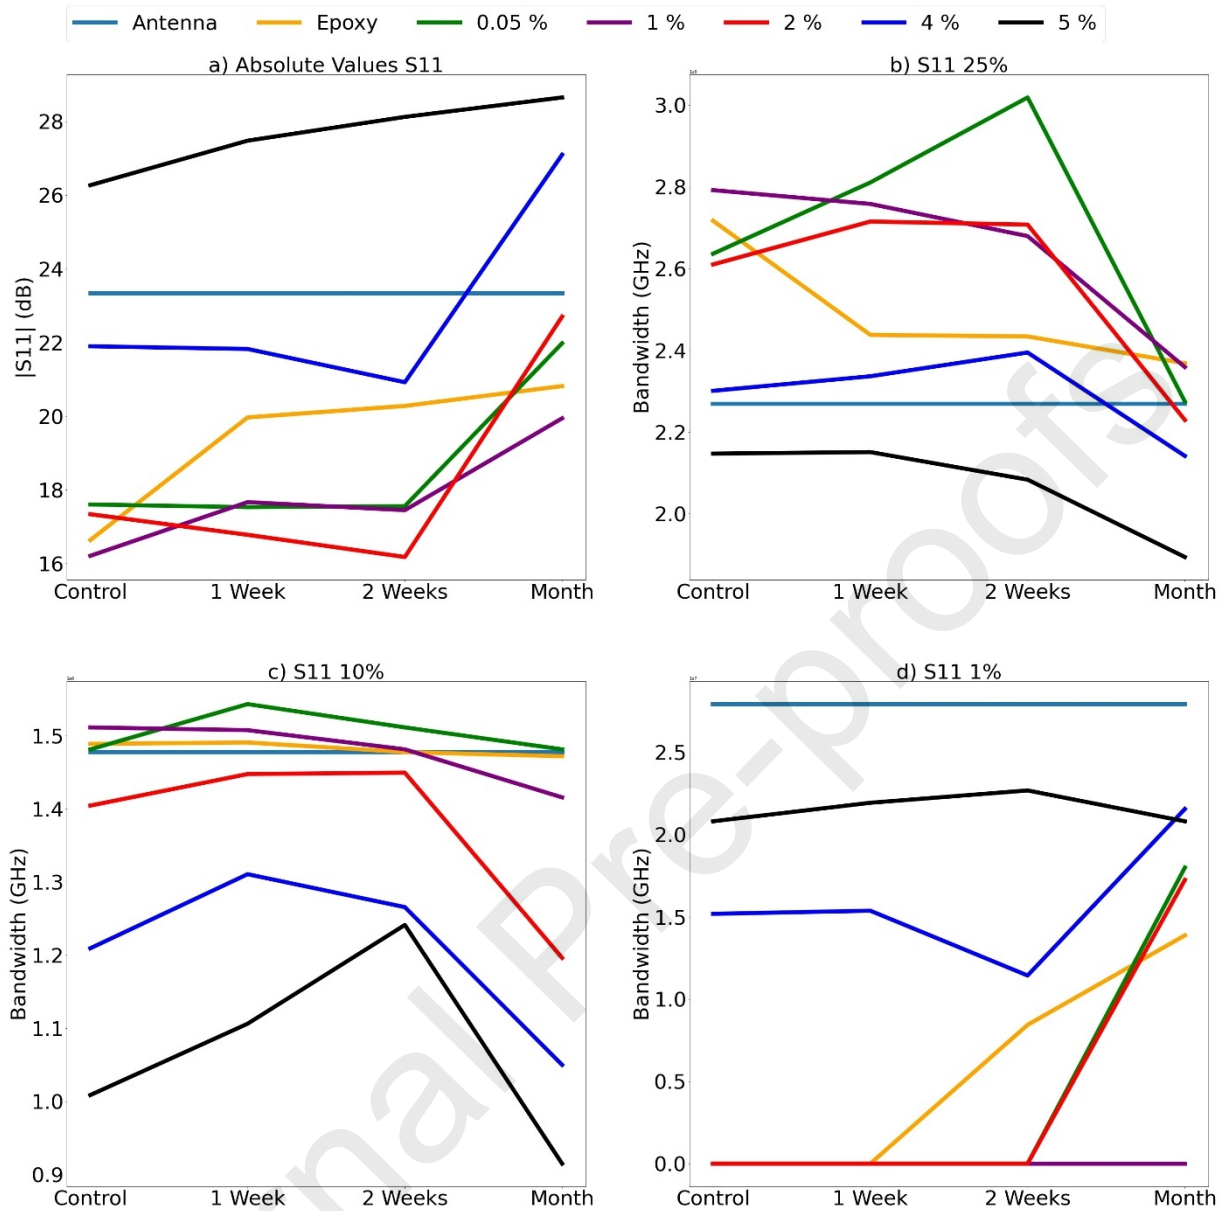 Antenna Epoxy 0.05 % 1 % 2 % 4 % 5 %
a) Absolute Values S11
|S11| (dB)
28
26
24
22
20
18
16
Control 1 Week 2 Weeks Month
b) S11 25%
1e8
Bandwidth (GHz)
3.0
2.8
2.6
2.4
2.2
2.0
Control 1 Week 2 Weeks Month
c) S11 10%
Bandwidth (GHz)
1.5
1.4
1.3
1.2
1.1
1.0
0.9
Control 1 Week 2 Weeks Month
d) S11 1%
1e7
Bandwidth (GHz)
2.5
2.0
1.5
1.0
0.5
0.0
Control 1 Week 2 Weeks Month
rnal Pre-proofs